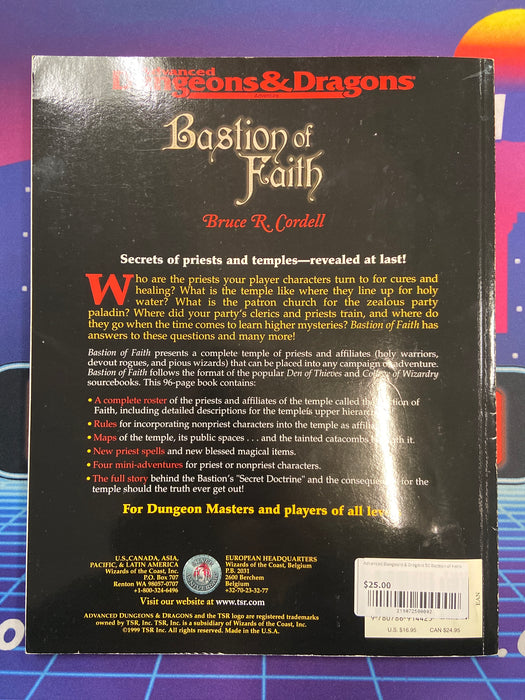 Advanced
Dungeons & Dragons
Bastion of
Faith
Bruce R. Cordell
Secrets of priests and temples—revealed at last!
Who are the priests your player characters turn to for cures and
healing? What is the temple like where they line up for holy
water? What is the patron church for the zealous party
paladin? Where did your party's clerics and priests train, and where do
they go when the time comes to learn higher mysteries? Bastion of Faith has
answers to these questions and many more!
Bastion of Faith presents a complete temple of priests and affiliates (holy warriors,
devout rogues, and pious wizards) that can be placed into any campaign or adventure.
Bastion of Faith follows the format of the popular Den of Thieves and College of Wizardry
sourcebooks. This 96-page book contains:
• A complete roster of the priests and affiliates of the temple called the Bastion of
Faith, including detailed descriptions for the temple's upper hierarchy
• Rules for incorporating nonpriest characters into the temple as
• Maps of the temple, its public spaces . . . and the tainted catacombs beneath it.
• New priest spells and new blessed magical items.
• Four mini-adventures for priest or nonpriest characters.
• The full story behind the Bastion's "Secret Doctrine" and the consequences for the
temple should the truth ever get out!
For Dungeon Masters and players of all
U.S., CANADA, ASIA,
PACIFIC, & LATIN AMERICA
Wizards of the Coast, Inc.
P.O. Box 707
Renton WA 98057-0707
+1-800-324-6496
EUROPEAN HEADQUARTERS
Wizards of the Coast, Belgium
P.B. 2031
2600 Berchem
Belgium
+32-70-23-32-77
Visit our website at www.tsr.com
ADVANCED DUNGEONS & DRAGONS and the TSR logo are registered trademarks
owned by TSR, Inc. TSR, Inc. is a subsidiary of Wizards of the Coast, Inc.
©1999 TSR Inc. All rights reserved. Made in the U.S.A.
Advanced Dungeons & Dragons Bastion of Faith
$25.00
EAN
U.S. $16.95 CAN $24.95